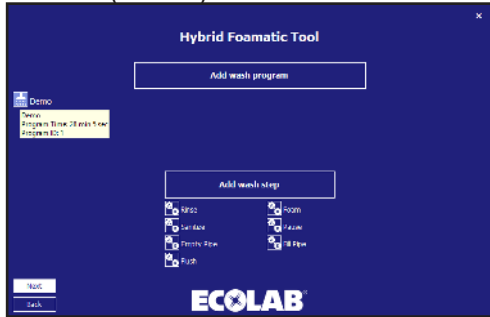 ×
Hybrid Foamatic Tool
Add wash program
Demo
Demo
Program Time: 28 min 5 sec
Program ID: 1
Add wash step
Rinse
Foam
Sanitize
Pause
Empty Pipe
Fill Pipe
Flush
Next
Back
ECOLAB